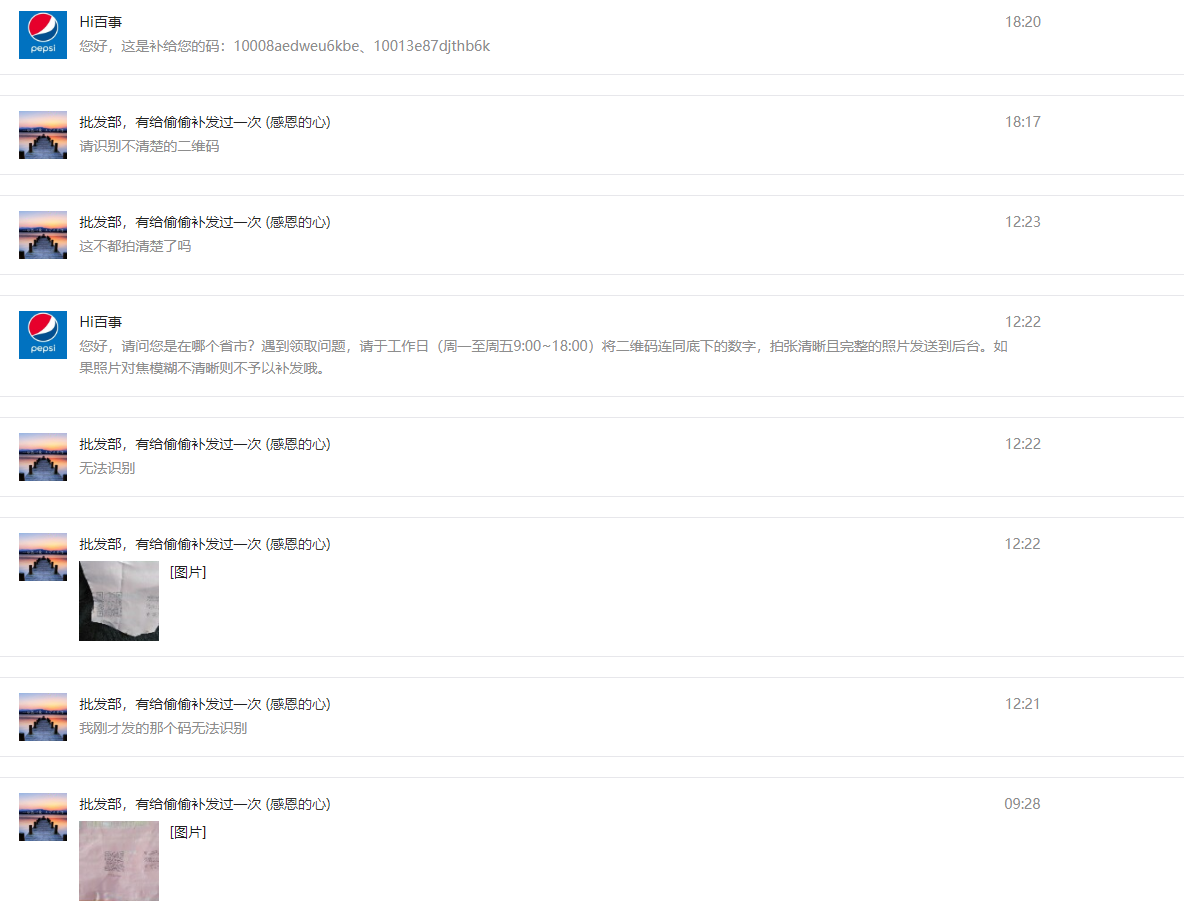 pepsi
Hi百事
18:20
您好，这是补给您的码：10008aedweu6kbe、10013e87djthb6k
批发部，有给偷偷补发过一次 (感恩的心)
18:17
请识别不清楚的二维码
批发部，有给偷偷补发过一次 (感恩的心)
12:23
这不都拍清楚了吗
pepsi
Hi百事
12:22
您好，请问您是在哪个省市？遇到领取问题，请于工作日（周一至周五9:00~18:00）将二维码连同底下的数字，拍张清晰且完整的照片发送到后台。如
果照片对焦模糊不清晰则不予以补发哦。
批发部，有给偷偷补发过一次 (感恩的心)
12:22
无法识别
批发部，有给偷偷补发过一次 (感恩的心)
12:22
[图片]
批发部，有给偷偷补发过一次 (感恩的心)
12:21
我刚才发的那个码无法识别
批发部，有给偷偷补发过一次 (感恩的心)
09:28
[图片]